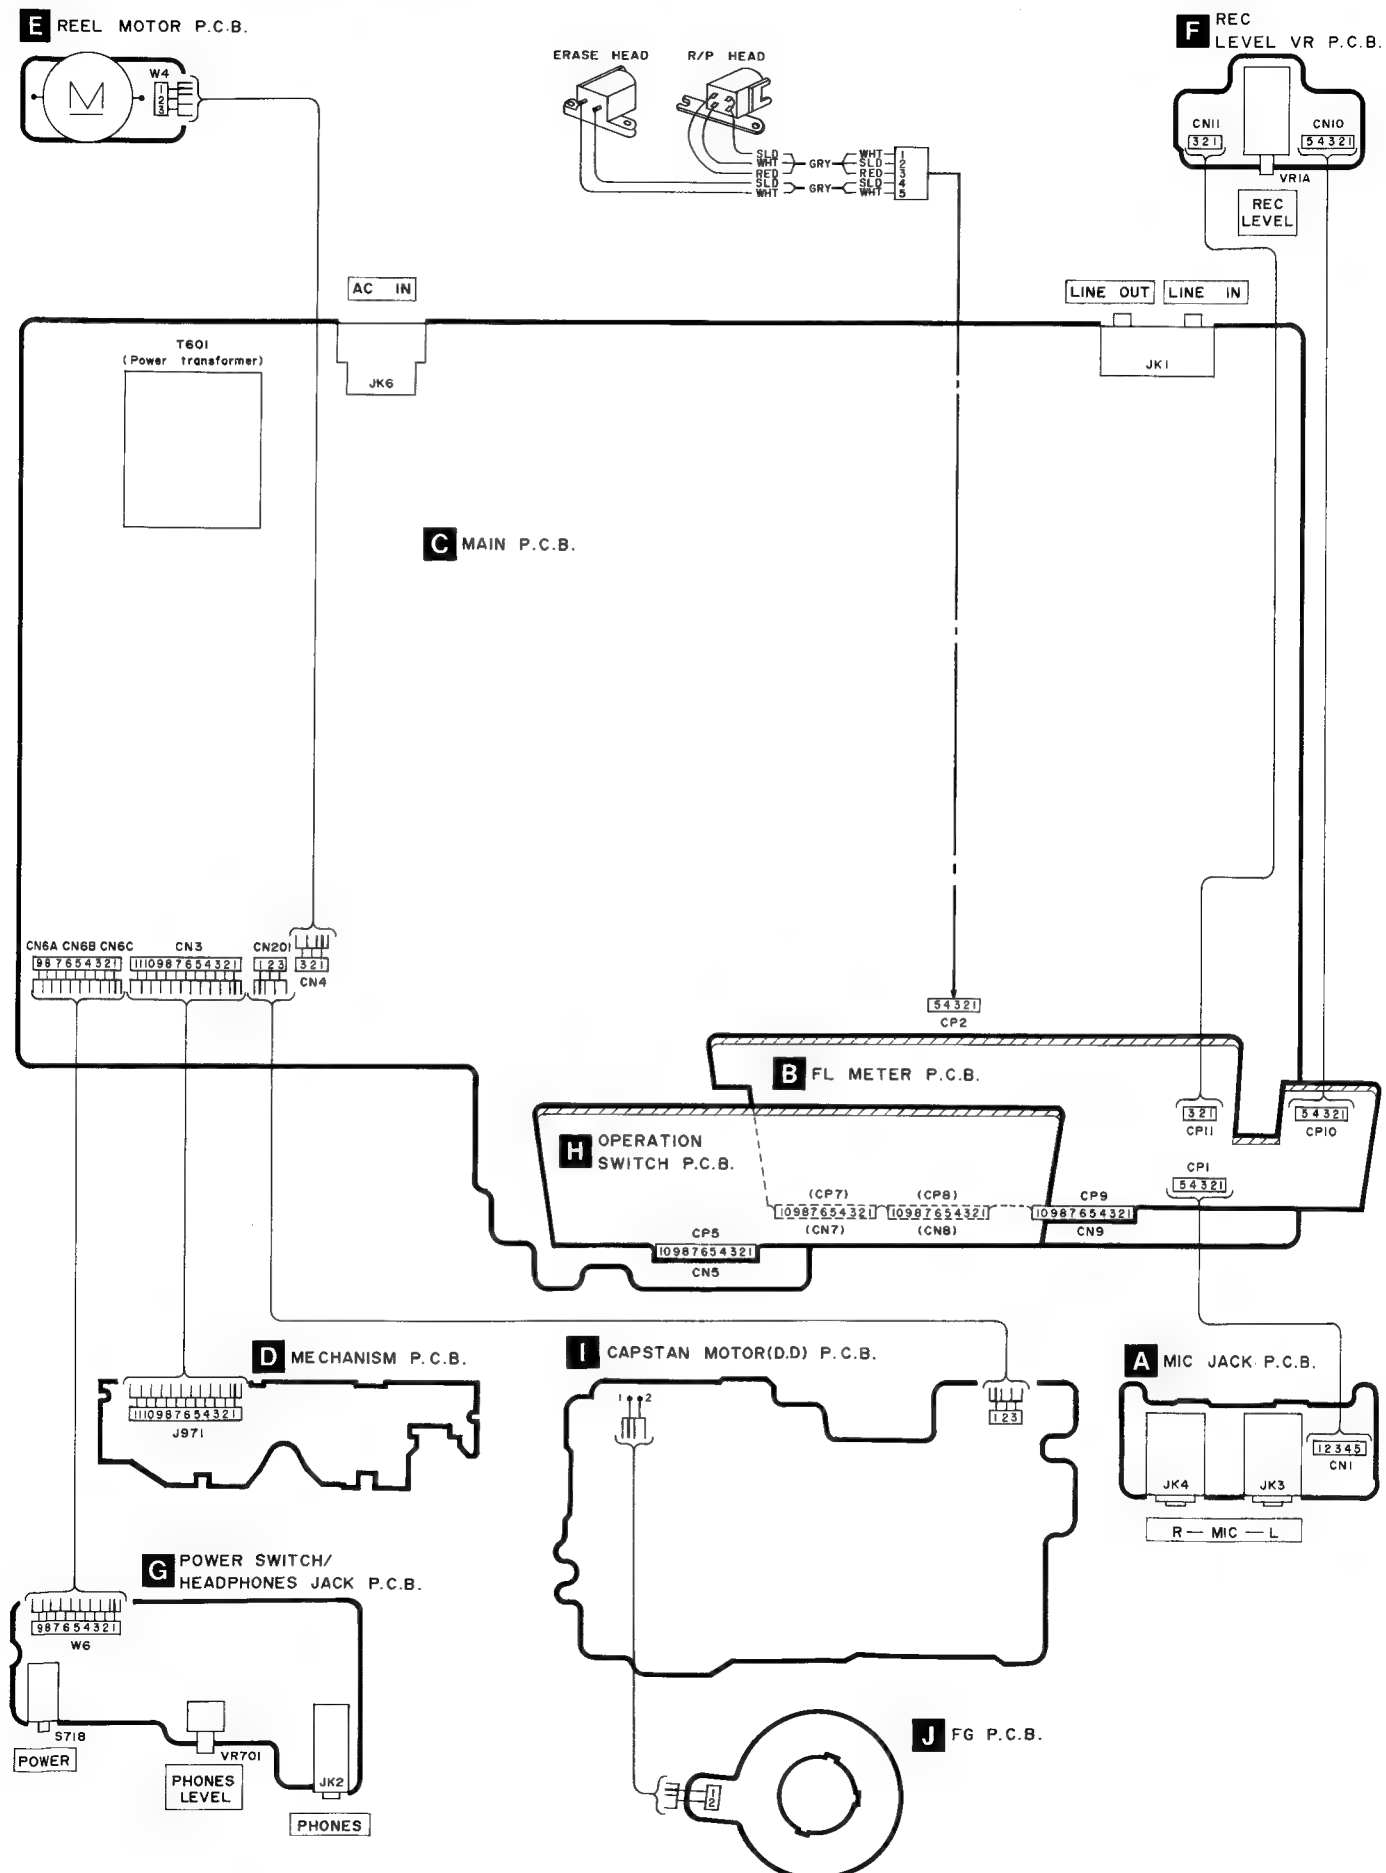 E REEL MOTOR P.C.B.
W4
1
2
3
M
ERASE HEAD
R/P HEAD
SLD WHT 1
WHT GRY SLD 2
RED RED 3
SLD GRY SLD 4
WHT WHT 5
F REC
LEVEL VR P.C.B.
CN11
321
CN10
54321
VR1A
REC
LEVEL
AC IN
LINE OUT
LINE IN
T601
(Power transformer)
JK6
JK1
C MAIN P.C.B.
CN6A CN6B CN6C
987654321
CN3
1110987654321
CN201
123
321
CN4
54321
CP2
B FL METER P.C.B.
H OPERATION
SWITCH P.C.B.
321
CP11
54321
CP10
CP1
54321
(CP7)
10987654321
(CN7)
(CP8)
10987654321
(CN8)
CP9
10987654321
CN9
CP5
10987654321
CN5
D MECHANISM P.C.B.
1110987654321
J971
I CAPSTAN MOTOR(D.D) P.C.B.
1 2
123
A MIC JACK P.C.B.
12345
CN1
JK4
JK3
R — MIC — L
G POWER SWITCH/
HEADPHONES JACK P.C.B.
987654321
W6
S718
POWER
VR701
PHONES
LEVEL
JK2
PHONES
J FG P.C.B.
1
2